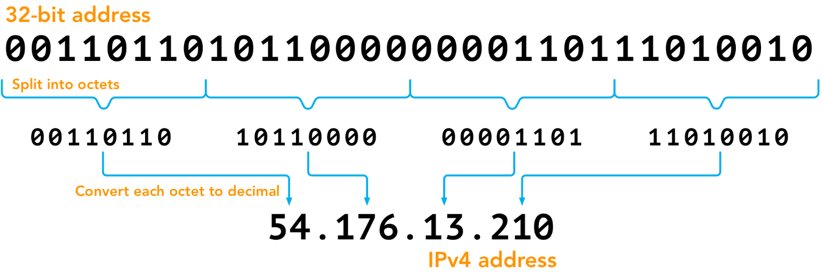 32-bit address
00110110101100000000110111010010
Split into octets
00110110 10110000 00001101 11010010
Convert each octet to decimal
54.176.13.210
IPv4 address